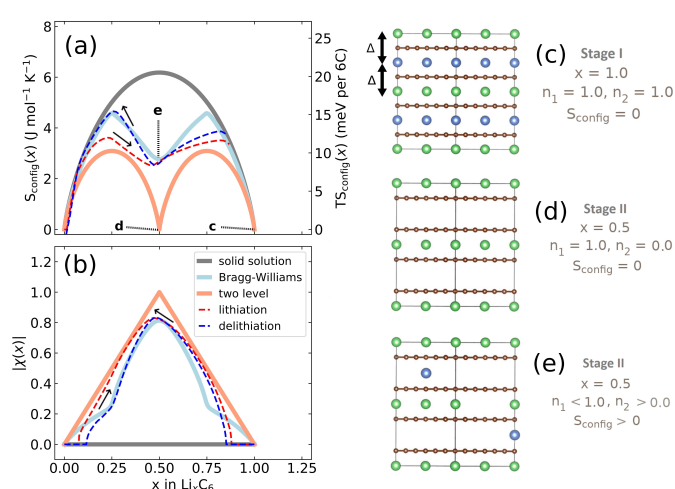 (a)
S_config(x) (J mol⁻¹ K⁻¹)
8
6
4
2
0
e
d
c
25
20
15
10
5
0
TS_config(x) (meV per 6C)
(b)
|χ(x)|
1.2
1.0
0.8
0.6
0.4
0.2
0.0
solid solution
Bragg-Williams
two level
lithiation
delithiation
0.00 0.25 0.50 0.75 1.00 1.25
x in LiₓC₆
Δ
Δ
(c) Stage I
x = 1.0
n₁ = 1.0, n₂ = 1.0
S_config = 0
(d) Stage II
x = 0.5
n₁ = 1.0, n₂ = 0.0
S_config = 0
(e) Stage II
x = 0.5
n₁ < 1.0, n₂ > 0.0
S_config > 0